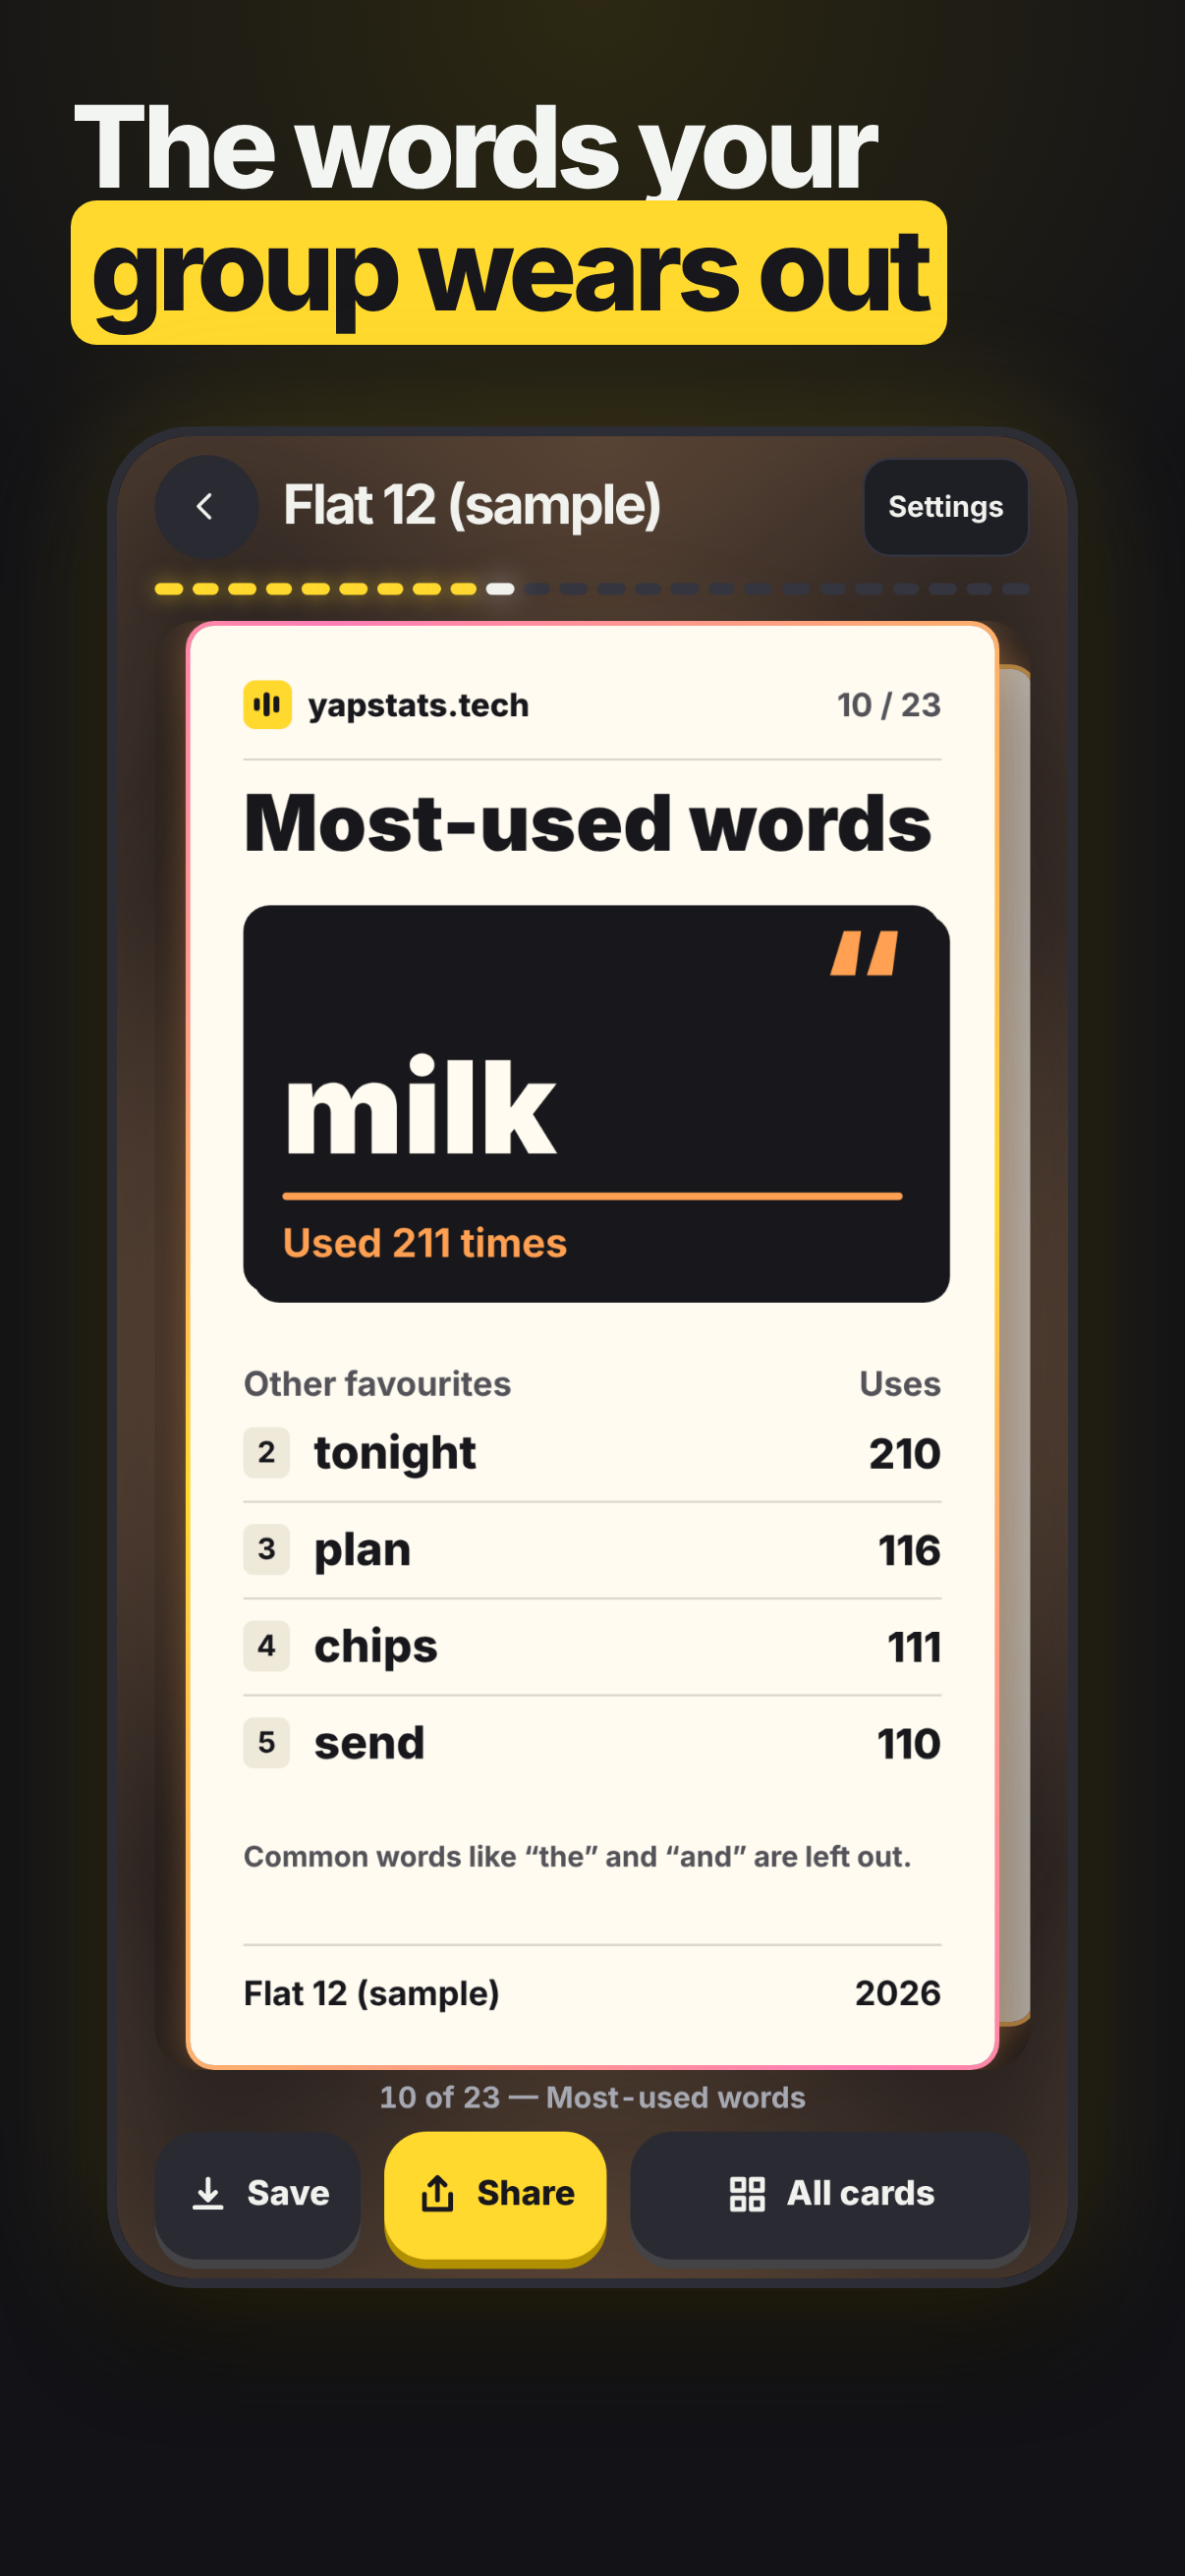 The words your
group wears out
Flat 12 (sample)
Settings
yapstats.tech
10 / 23
Most-used words
“
milk
Used 211 times
Other favourites
Uses
2 tonight 210
3 plan 116
4 chips 111
5 send 110
Common words like “the” and “and” are left out.
Flat 12 (sample)
2026
10 of 23 — Most-used words
Save
Share
All cards